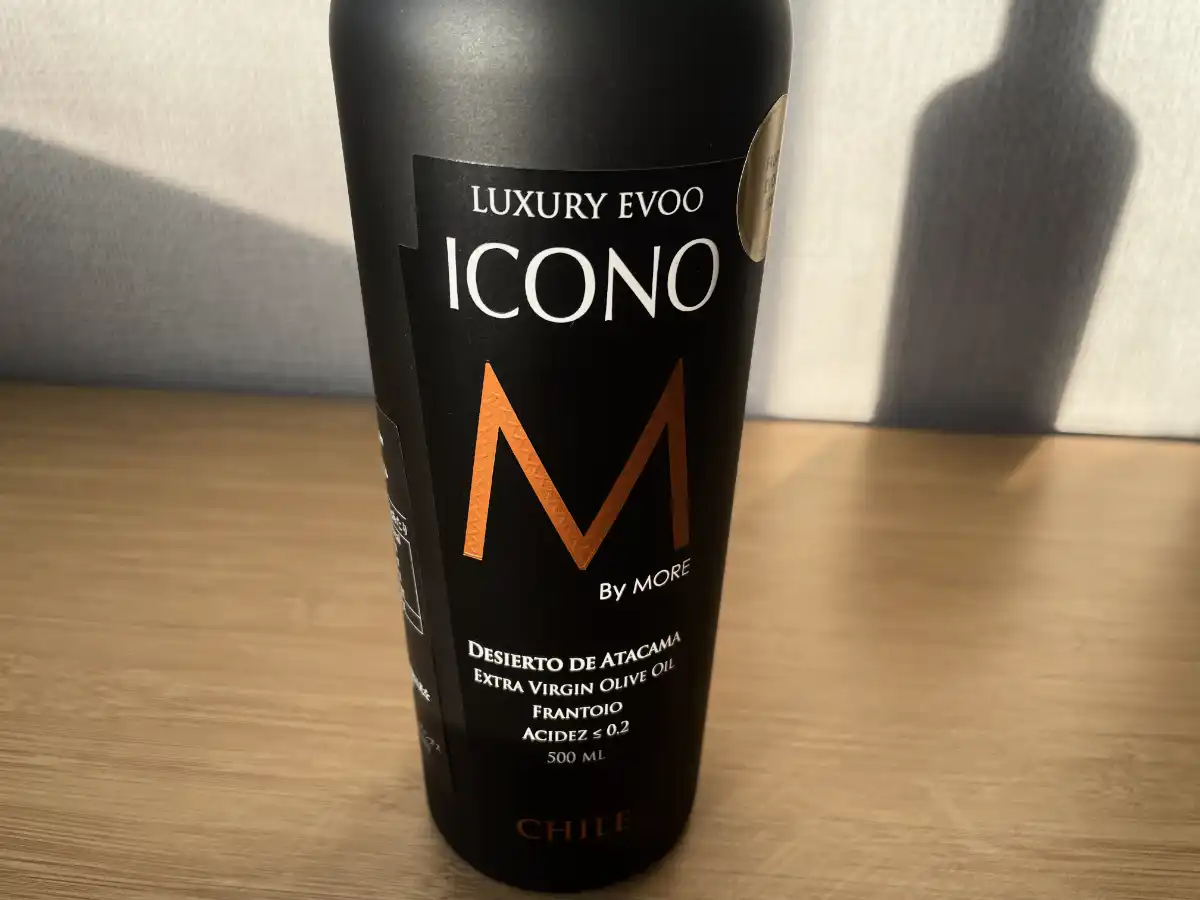 LUXURY EVOO
ICONO
M
By MORE
DESIERTO DE ATACAMA
EXTRA VIRGIN OLIVE OIL
FRANTOIO
ACIDEZ ≤ 0.2
500 ML
CHILE